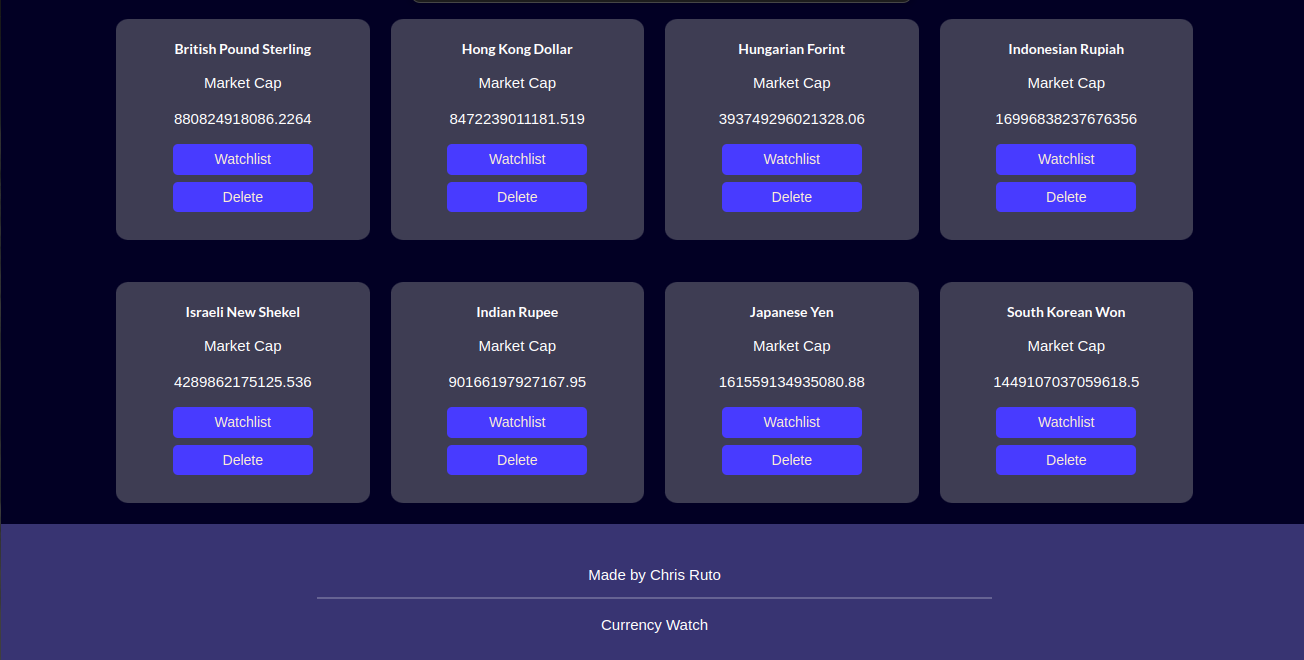 British Pound Sterling
Market Cap
880824918086.2264
Watchlist
Delete
Hong Kong Dollar
Market Cap
8472239011181.519
Watchlist
Delete
Hungarian Forint
Market Cap
393749296021328.06
Watchlist
Delete
Indonesian Rupiah
Market Cap
16996838237676356
Watchlist
Delete
Israeli New Shekel
Market Cap
4289862175125.536
Watchlist
Delete
Indian Rupee
Market Cap
90166197927167.95
Watchlist
Delete
Japanese Yen
Market Cap
161559134935080.88
Watchlist
Delete
South Korean Won
Market Cap
1449107037059618.5
Watchlist
Delete
Made by Chris Ruto
Currency Watch